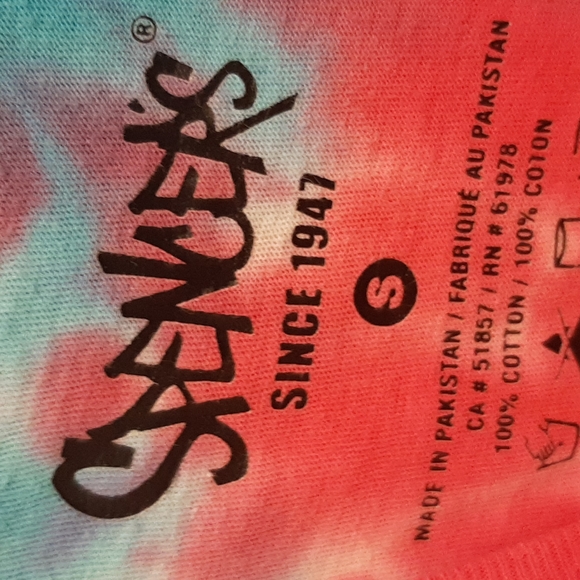 SPENCER'S®
SINCE 1947
S
MADE IN PAKISTAN / FABRIQUÉ AU PAKISTAN
CA # 51857 / RN # 61978
100% COTTON / 100% COTON